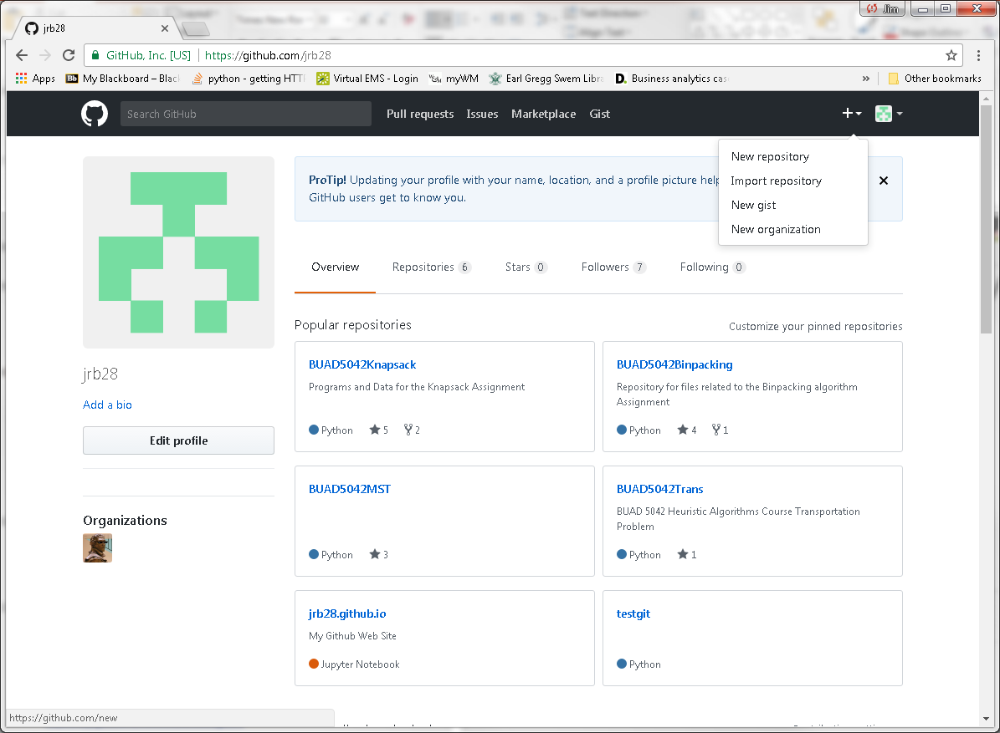 jrb28
Jim
GitHub, Inc. [US] https://github.com/jrb28
Apps
My Blackboard – Blac
python - getting HTT
Virtual EMS - Login
myWM
Earl Gregg Swem Libra
Business analytics cas
»
Other bookmarks
Search GitHub
Pull requests
Issues
Marketplace
Gist
New repository
Import repository
New gist
New organization
ProTip! Updating your profile with your name, location, and a profile picture help
GitHub users get to know you.
Overview
Repositories 6
Stars 0
Followers 7
Following 0
jrb28
Add a bio
Edit profile
Organizations
Popular repositories
Customize your pinned repositories
BUAD5042Knapsack
Programs and Data for the Knapsack Assignment
Python 5 2
BUAD5042Binpacking
Repository for files related to the Binpacking algorithm
Assignment
Python 4 1
BUAD5042MST
Python 3
BUAD5042Trans
BUAD 5042 Heuristic Algorithms Course Transportation
Problem
Python 1
jrb28.github.io
My Github Web Site
Jupyter Notebook
testgit
Python
https://github.com/new